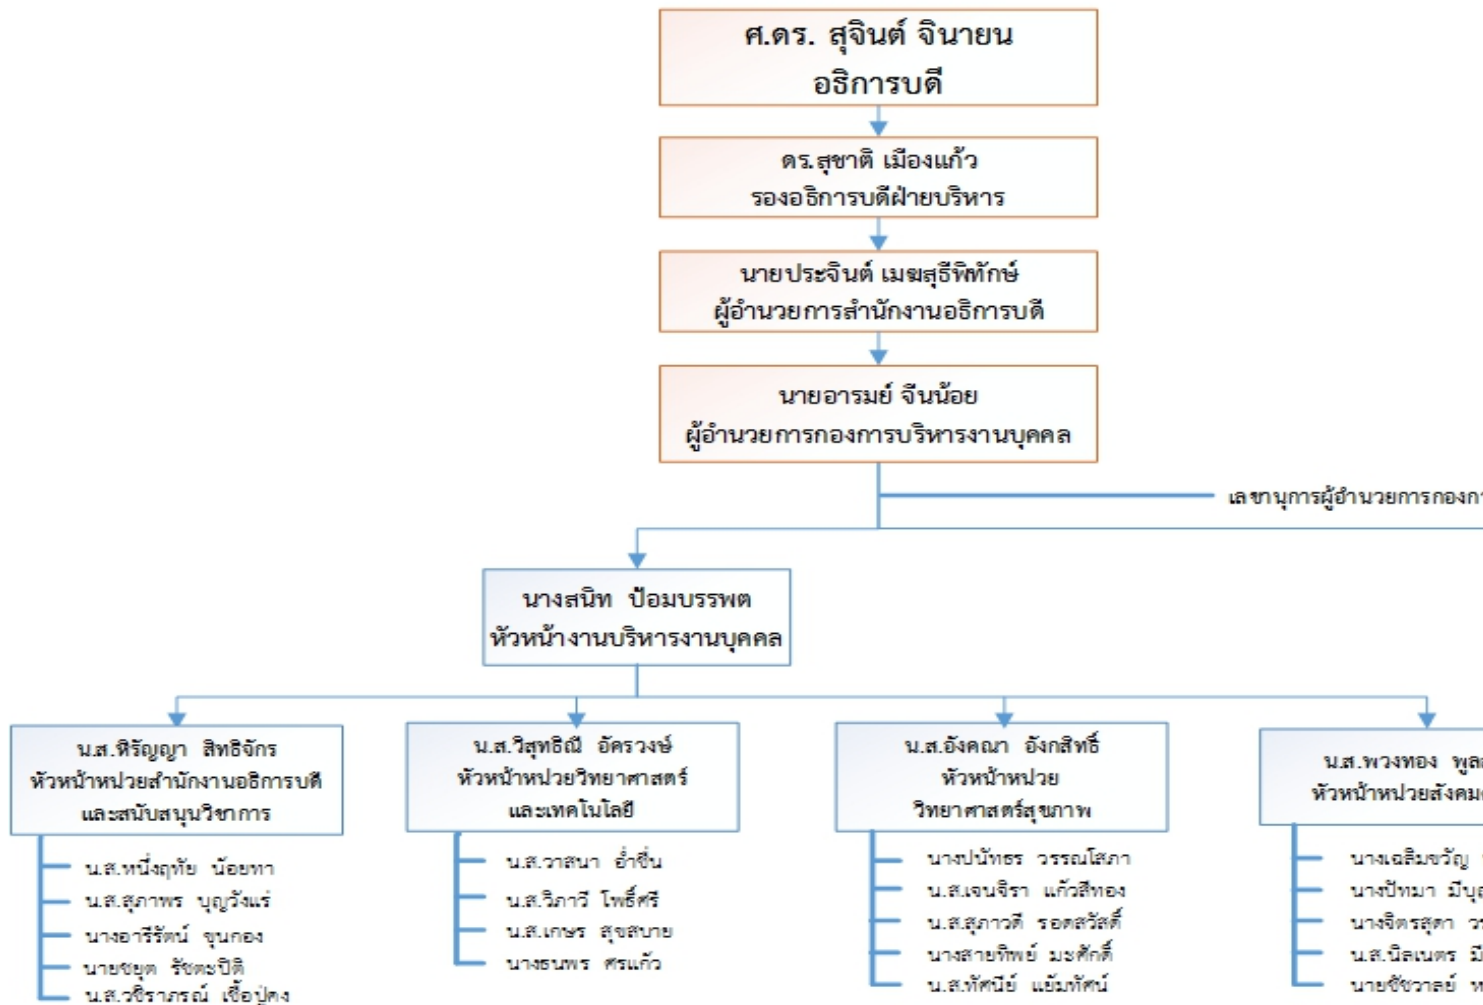 ศ.ดร. สุจินต์ จินายน
อธิการบดี
ดร.สุชาติ เมืองแก้ว
รองอธิการบดีฝ่ายบริหาร
นายประจินต์ เมฆสุธีพิทักษ์
ผู้อำนวยการสำนักงานอธิการบดี
นายอารมย์ จีนน้อย
ผู้อำนวยการกองการบริหารงานบุคคล
เลขานุการผู้อำนวยการกองการ
นางสนิท ป้อมบรรพต
หัวหน้างานบริหารงานบุคคล
น.ส.หิรัญญา สิทธิจักร
หัวหน้าหน่วยสำนักงานอธิการบดี
และสนับสนุนวิชาการ
น.ส.หนึ่งฤทัย น้อยทา
น.ส.สุภาพร บุญวังแร่
นางอารีรัตน์ ขุนกอง
นายชยุต รัชตะปิติ
น.ส.วชิราภรณ์ เชื้อปู่คง
น.ส.วิสุทธิณี อัครวงษ์
หัวหน้าหน่วยวิทยาศาสตร์
และเทคโนโลยี
น.ส.วาสนา อ่ำชื่น
น.ส.วิภาวี โพธิ์ศรี
น.ส.เกษร สุขสบาย
นางธนพร ศรแก้ว
น.ส.อังคณา อังกสิทธิ์
หัวหน้าหน่วย
วิทยาศาสตร์สุขภาพ
นางปนัทธร วรรณโสภา
น.ส.เจนจิรา แก้วสีทอง
น.ส.สุภาวดี รอดสวัสดิ์
นางสายทิพย์ มะศักดิ์
น.ส.ทัศนีย์ แย้มทัศน์
น.ส.พวงทอง
หัวหน้าหน่วยสังคม
นางเฉลิมขวัญ
นางปัทมา
นางจิตรสุดา
น.ส.นิลเนตร
นายชัชวาลย์